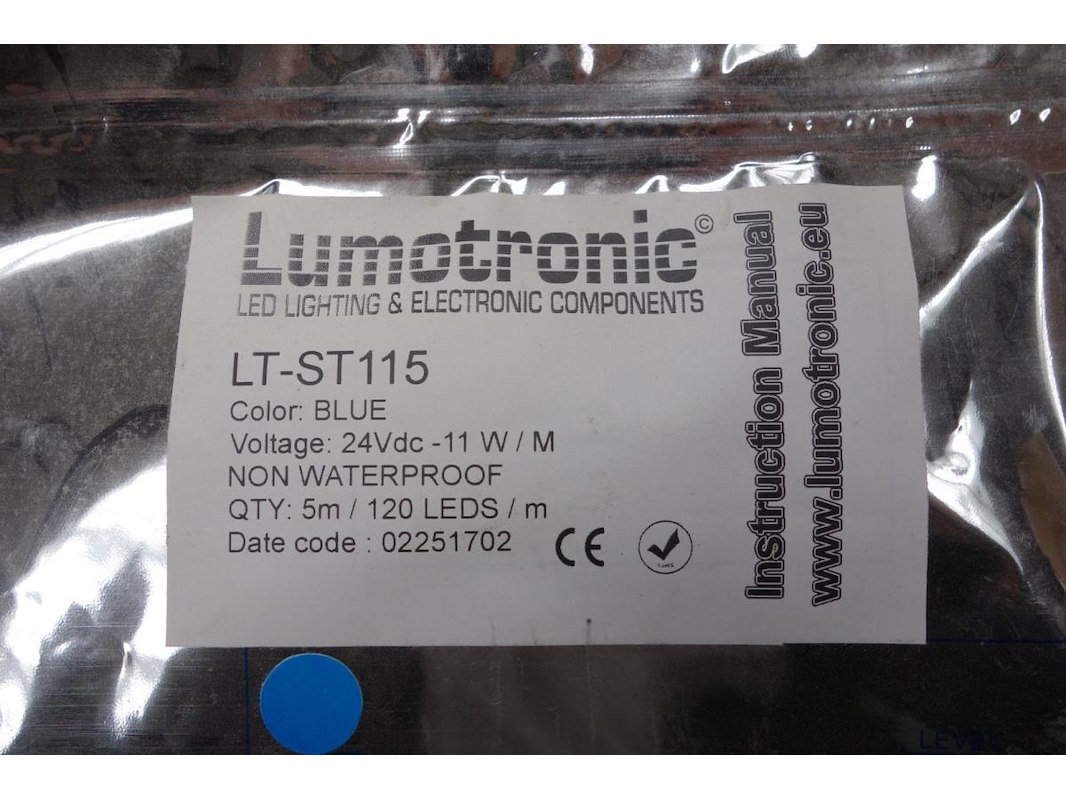 Lumotronic©
LED LIGHTING & ELECTRONIC COMPONENTS
LT-ST115
Color: BLUE
Voltage: 24Vdc -11 W / M
NON WATERPROOF
QTY: 5m / 120 LEDS / m
Date code : 02251702
CE
RoHS
Instruction Manual
www.lumotronic.eu